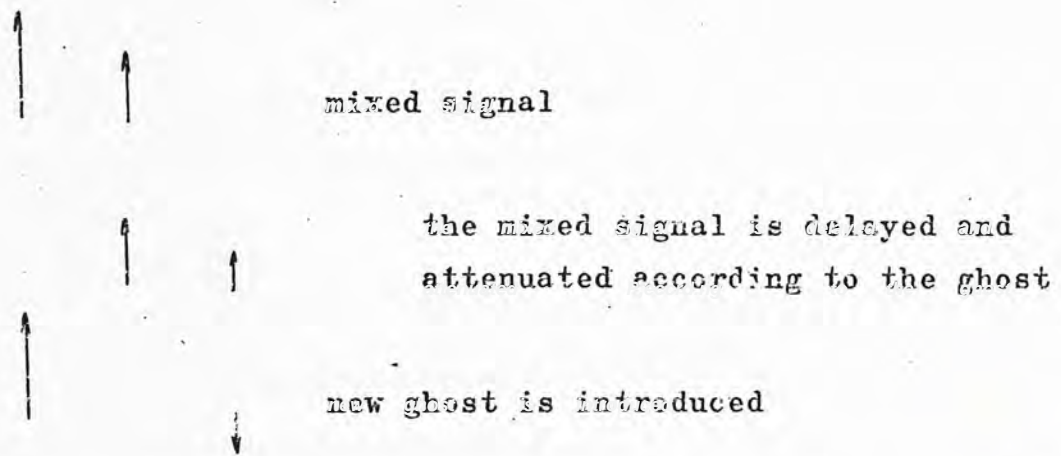 mixed signal
the mixed signal is delayed and
attenuated according to the ghost
new ghost is introduced